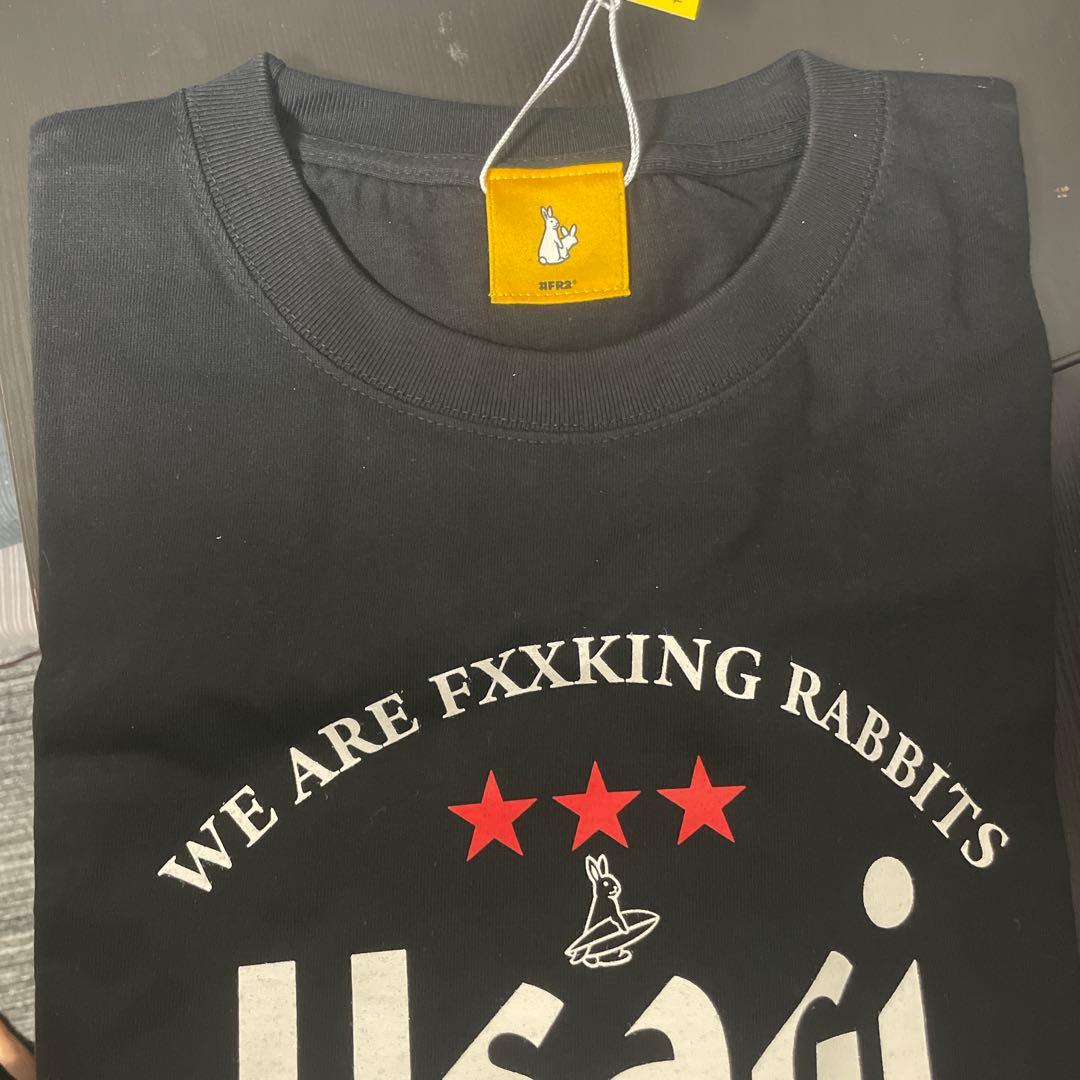 #FR2
WE ARE FXXKING RABBITS
Usagi